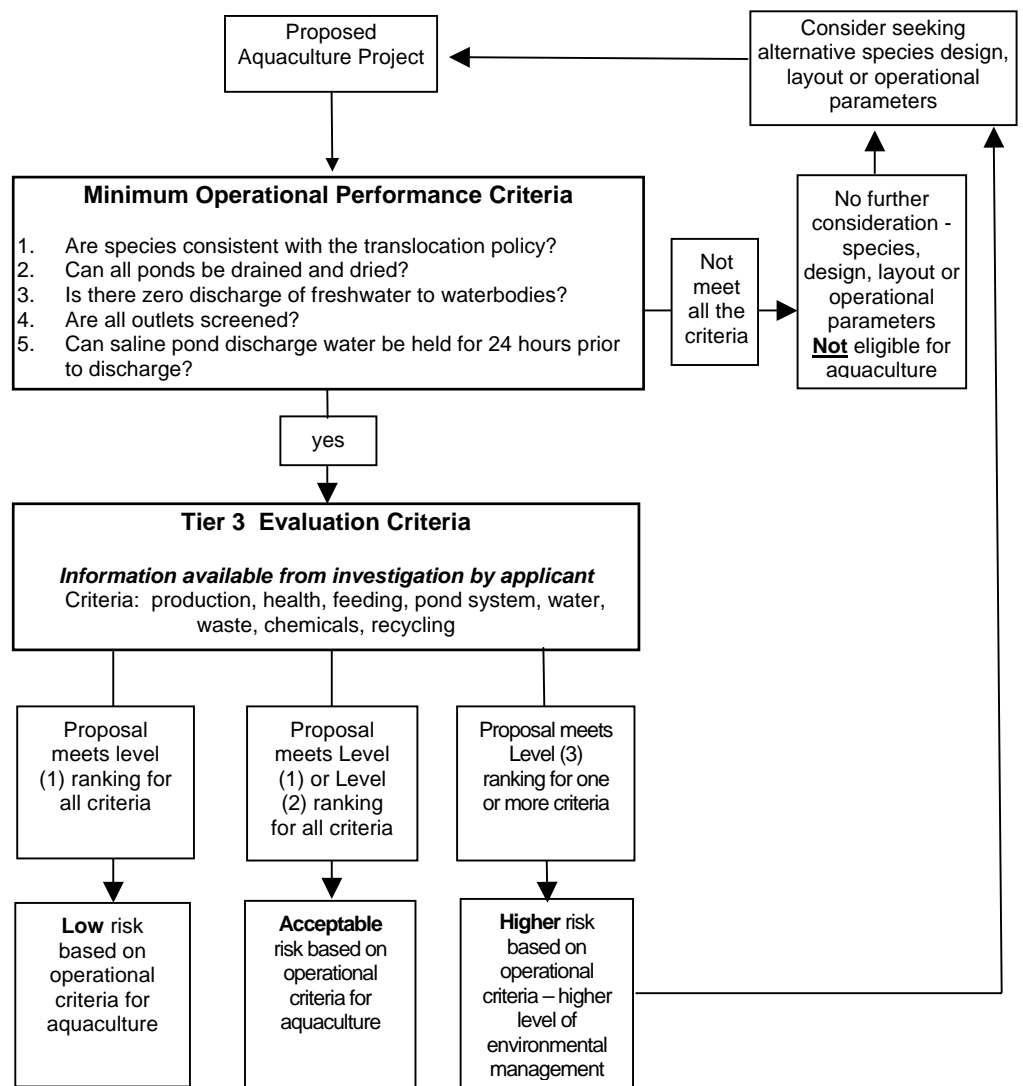 Proposed
Aquaculture Project
Consider seeking
alternative species design,
layout or operational
parameters
Minimum Operational Performance Criteria
1. Are species consistent with the translocation policy?
2. Can all ponds be drained and dried?
3. Is there zero discharge of freshwater to waterbodies?
4. Are all outlets screened?
5. Can saline pond discharge water be held for 24 hours prior
to discharge?
Not
meet
all the
criteria
No further
consideration -
species,
design, layout or
operational
parameters
Not eligible for
aquaculture
yes
Tier 3 Evaluation Criteria
Information available from investigation by applicant
Criteria: production, health, feeding, pond system, water,
waste, chemicals, recycling
Proposal
meets level
(1) ranking for
all criteria
Proposal
meets Level
(1) or Level
(2) ranking
for all criteria
Proposal meets
Level (3)
ranking for one
or more criteria
Low risk
based on
operational
criteria for
aquaculture
Acceptable
risk based on
operational
criteria for
aquaculture
Higher risk
based on
operational
criteria – higher
level of
environmental
management